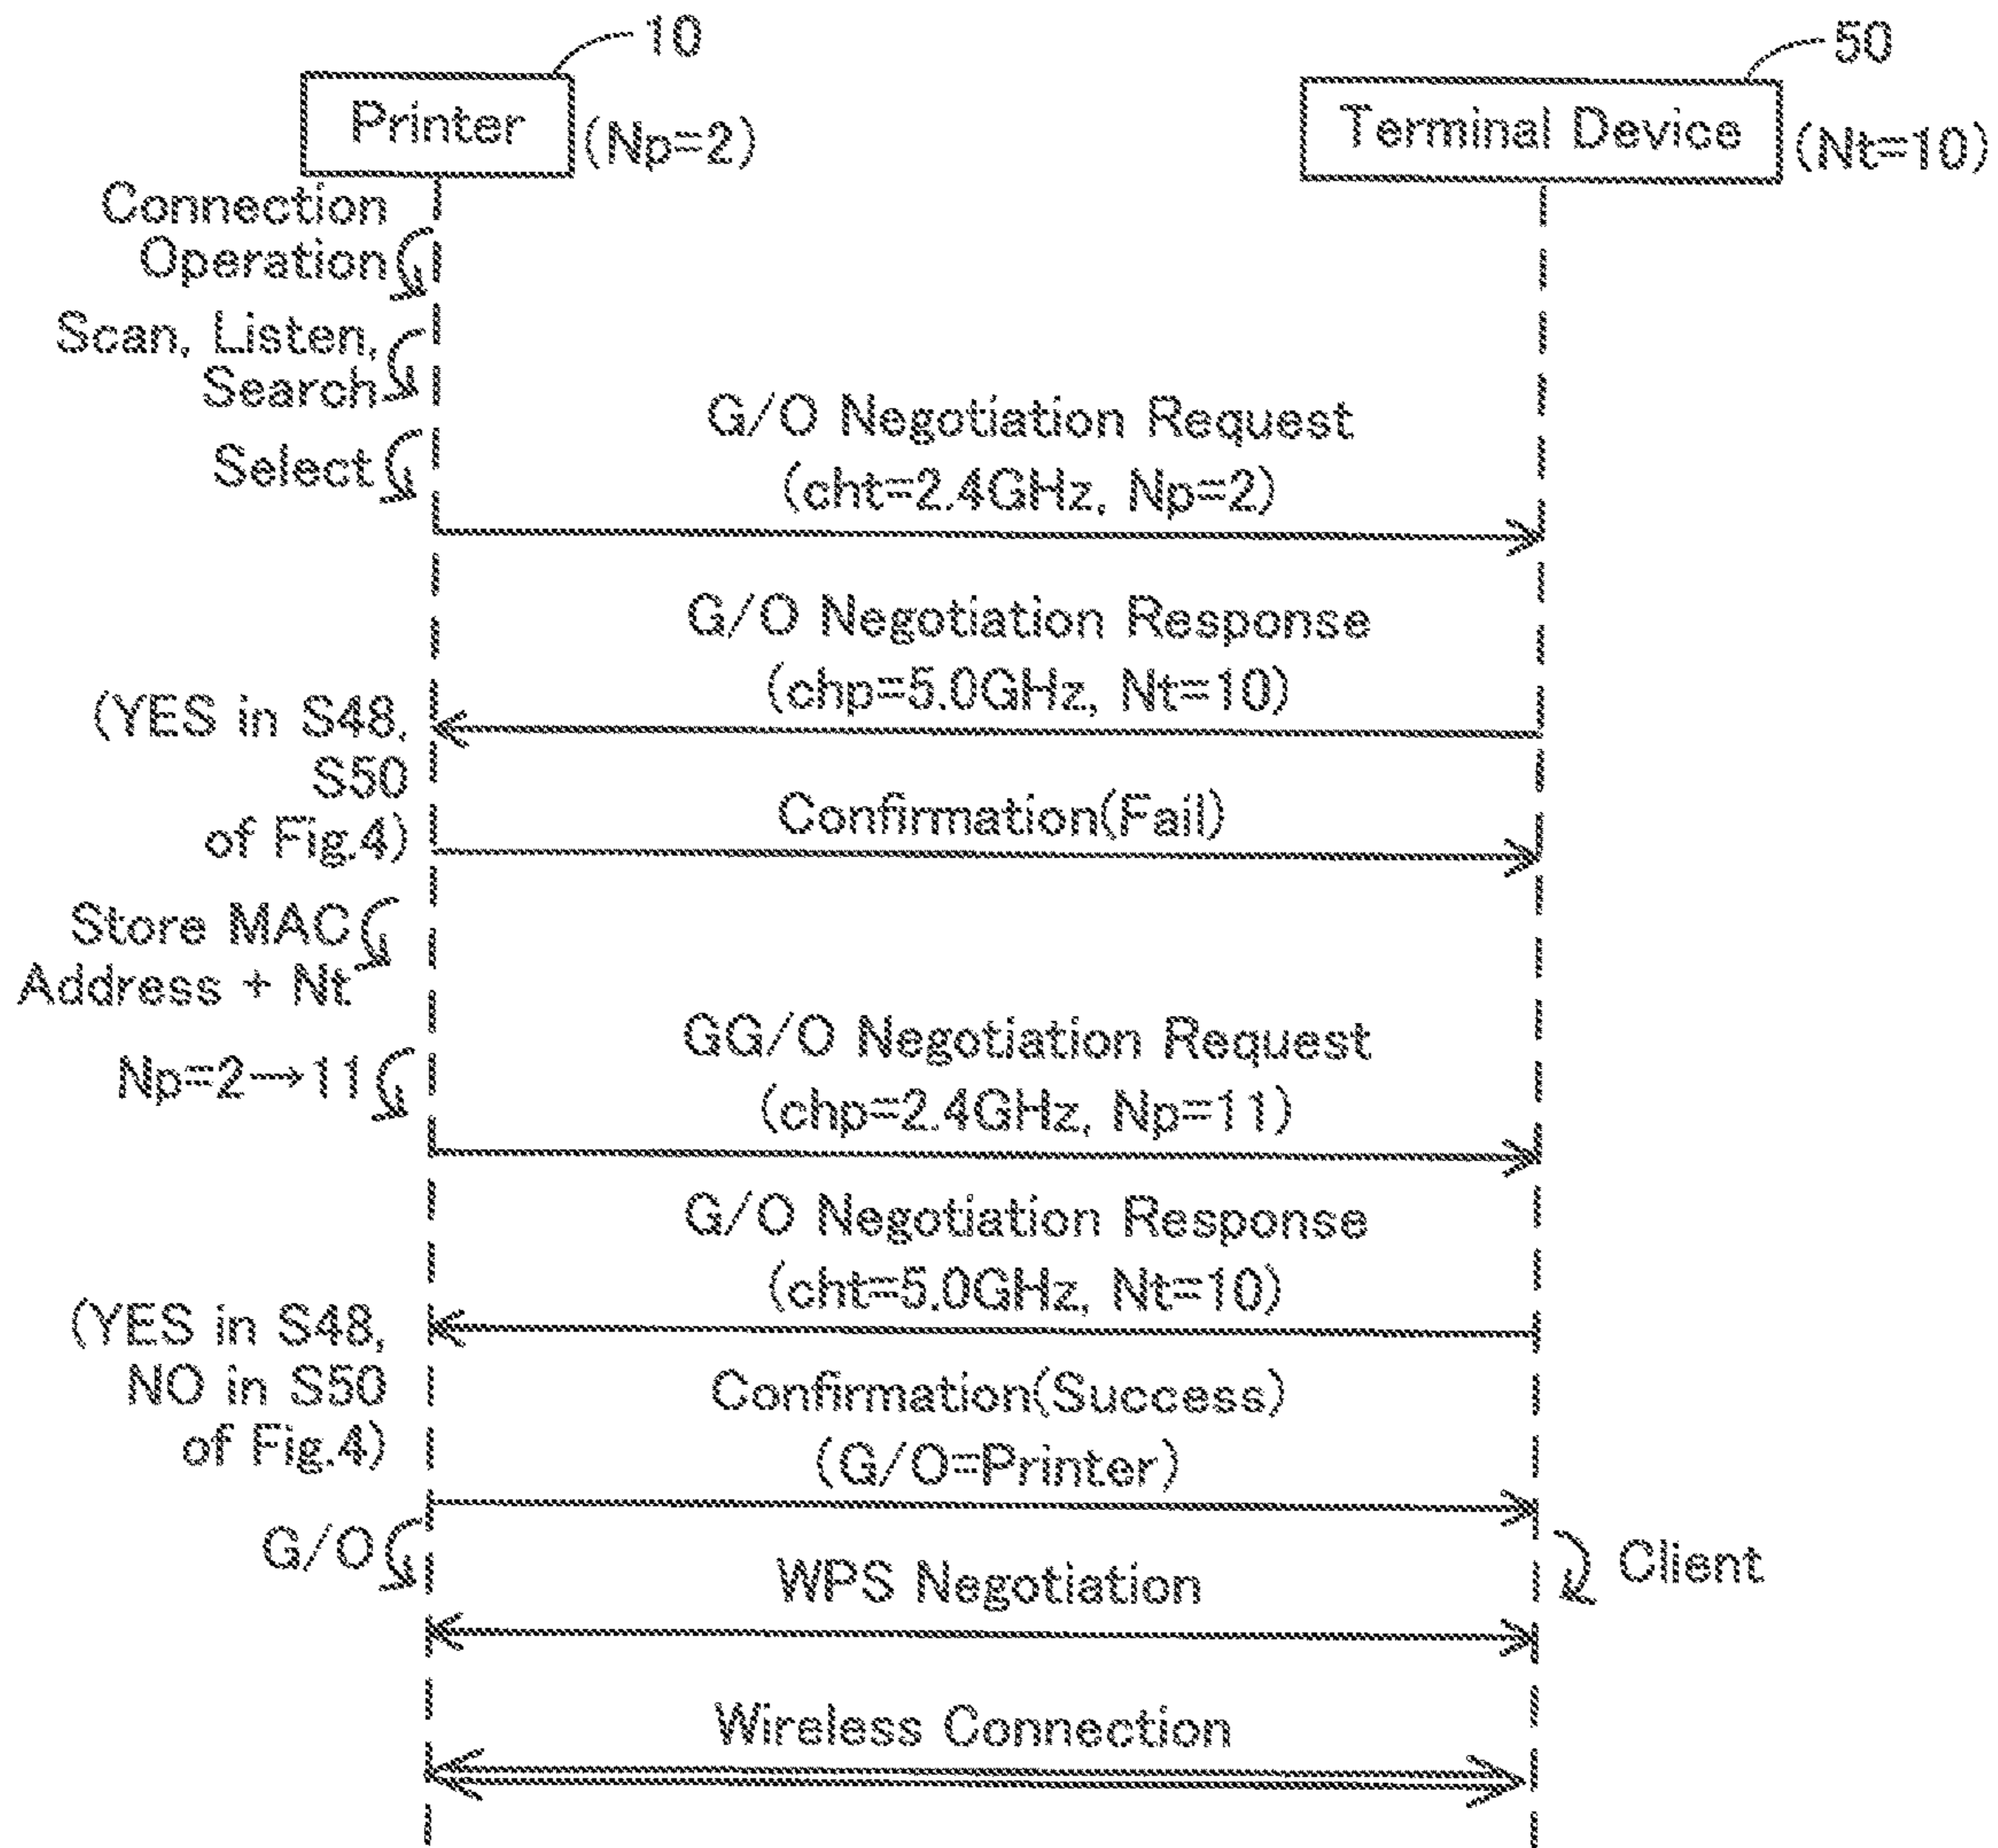 10
50
Printer
(Np=2)
Terminal Device
(Nt=10)
Connection
Operation
Scan, Listen,
Search
Select
G/O Negotiation Request
(cht=2.4GHz, Np=2)
G/O Negotiation Response
(chp=5.0GHz, Nt=10)
(YES in S48,
S50
of Fig.4)
Confirmation(Fail)
Store MAC
Address + Nt
Np=2→11
GG/O Negotiation Request
(chp=2.4GHz, Np=11)
G/O Negotiation Response
(cht=5.0GHz, Nt=10)
(YES in S48,
NO in S50
of Fig.4)
Confirmation(Success)
(G/O=Printer)
G/O
Client
WPS Negotiation
Wireless Connection